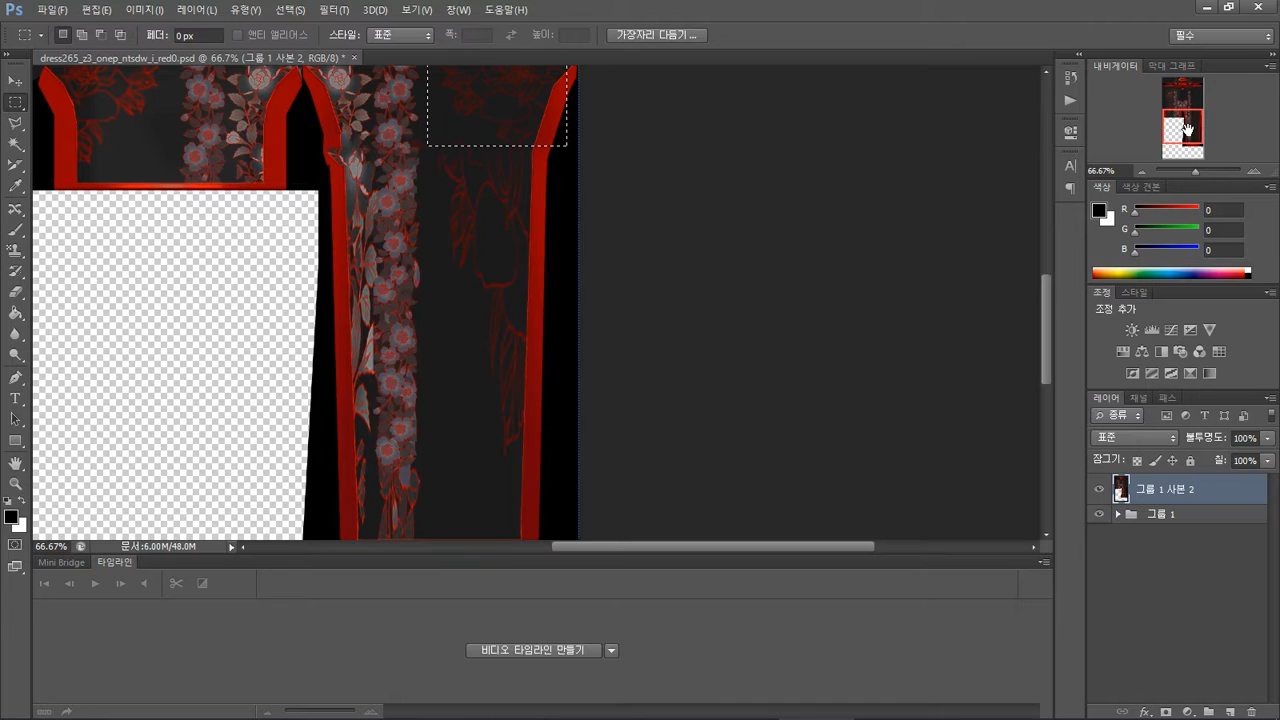 Ps 파일(F) 편집(E) 이미지(I) 레이어(L) 유형(Y) 선택(S) 필터(T) 3D(D) 보기(V) 창(W) 도움말(H)
페더: 0 px 안티 앨리어스 스타일: 표준 폭: 높이: 가장자리 다듬기 ... 필수
dress265_z3_onep_ntsdw_i_red0.psd @ 66.7% (그룹 1 사본 2, RGB/8) *
내비게이터 막대 그래프
66.67%
색상 색상 견본
R 0
G 0
B 0
조정 스타일
조정 추가
레이어 채널 패스
종류
표준 불투명도: 100%
잠그기: 칠: 100%
그룹 1 사본 2
그룹 1
66.67% 문서:6.00M/48.0M
Mini Bridge 타임라인
비디오 타임라인 만들기